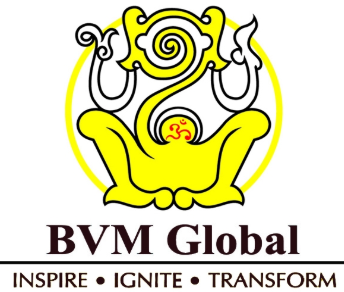 ॐ
BVM Global
INSPIRE • IGNITE • TRANSFORM